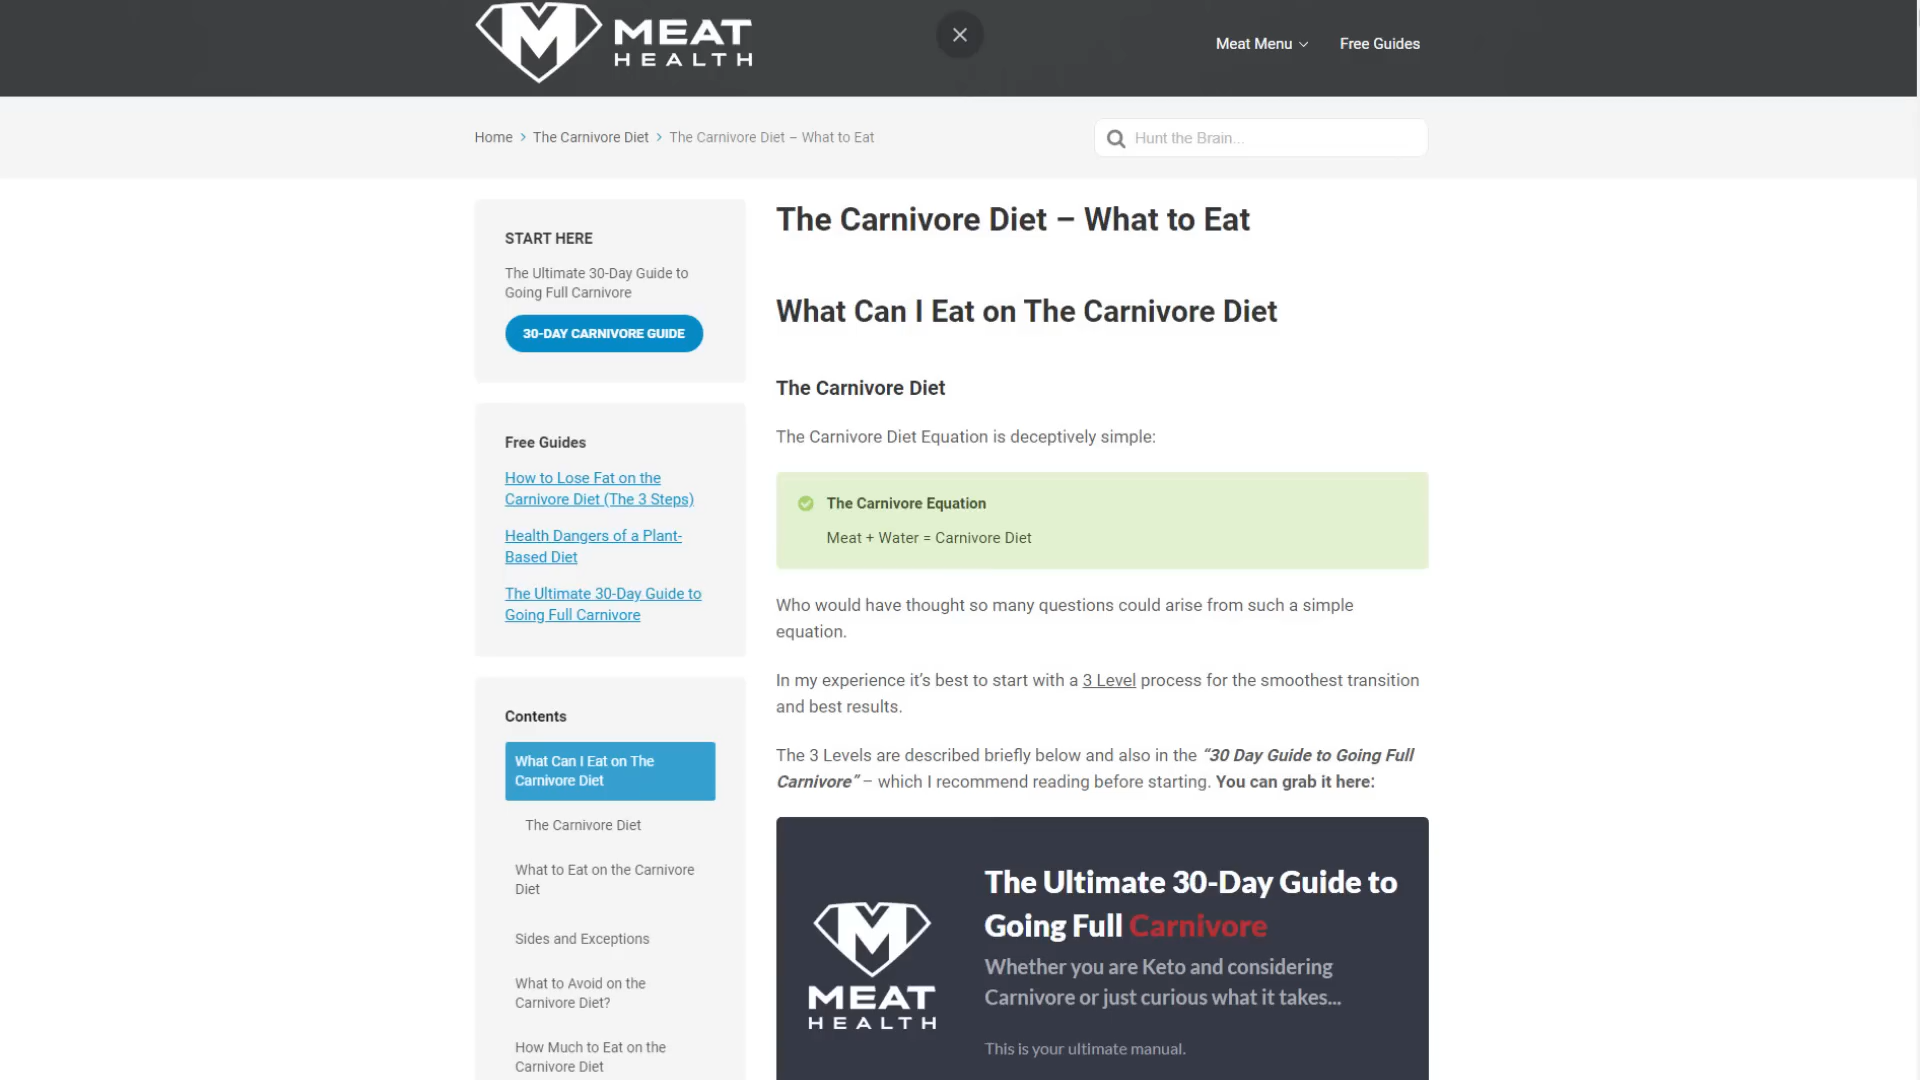 MEAT
HEALTH
Meat Menu
Free Guides
Home > The Carnivore Diet > The Carnivore Diet – What to Eat
Hunt the Brain...
START HERE
The Ultimate 30-Day Guide to
Going Full Carnivore
30-DAY CARNIVORE GUIDE
Free Guides
How to Lose Fat on the
Carnivore Diet (The 3 Steps)
Health Dangers of a Plant-
Based Diet
The Ultimate 30-Day Guide to
Going Full Carnivore
Contents
What Can I Eat on The
Carnivore Diet
The Carnivore Diet
What to Eat on the Carnivore
Diet
Sides and Exceptions
What to Avoid on the
Carnivore Diet?
How Much to Eat on the
Carnivore Diet
The Carnivore Diet – What to Eat
What Can I Eat on The Carnivore Diet
The Carnivore Diet
The Carnivore Diet Equation is deceptively simple:
The Carnivore Equation
Meat + Water = Carnivore Diet
Who would have thought so many questions could arise from such a simple
equation.
In my experience it’s best to start with a 3 Level process for the smoothest transition
and best results.
The 3 Levels are described briefly below and also in the “30 Day Guide to Going Full
Carnivore” – which I recommend reading before starting. You can grab it here:
MEAT
HEALTH
The Ultimate 30-Day Guide to
Going Full Carnivore
Whether you are Keto and considering
Carnivore or just curious what it takes...
This is your ultimate manual.